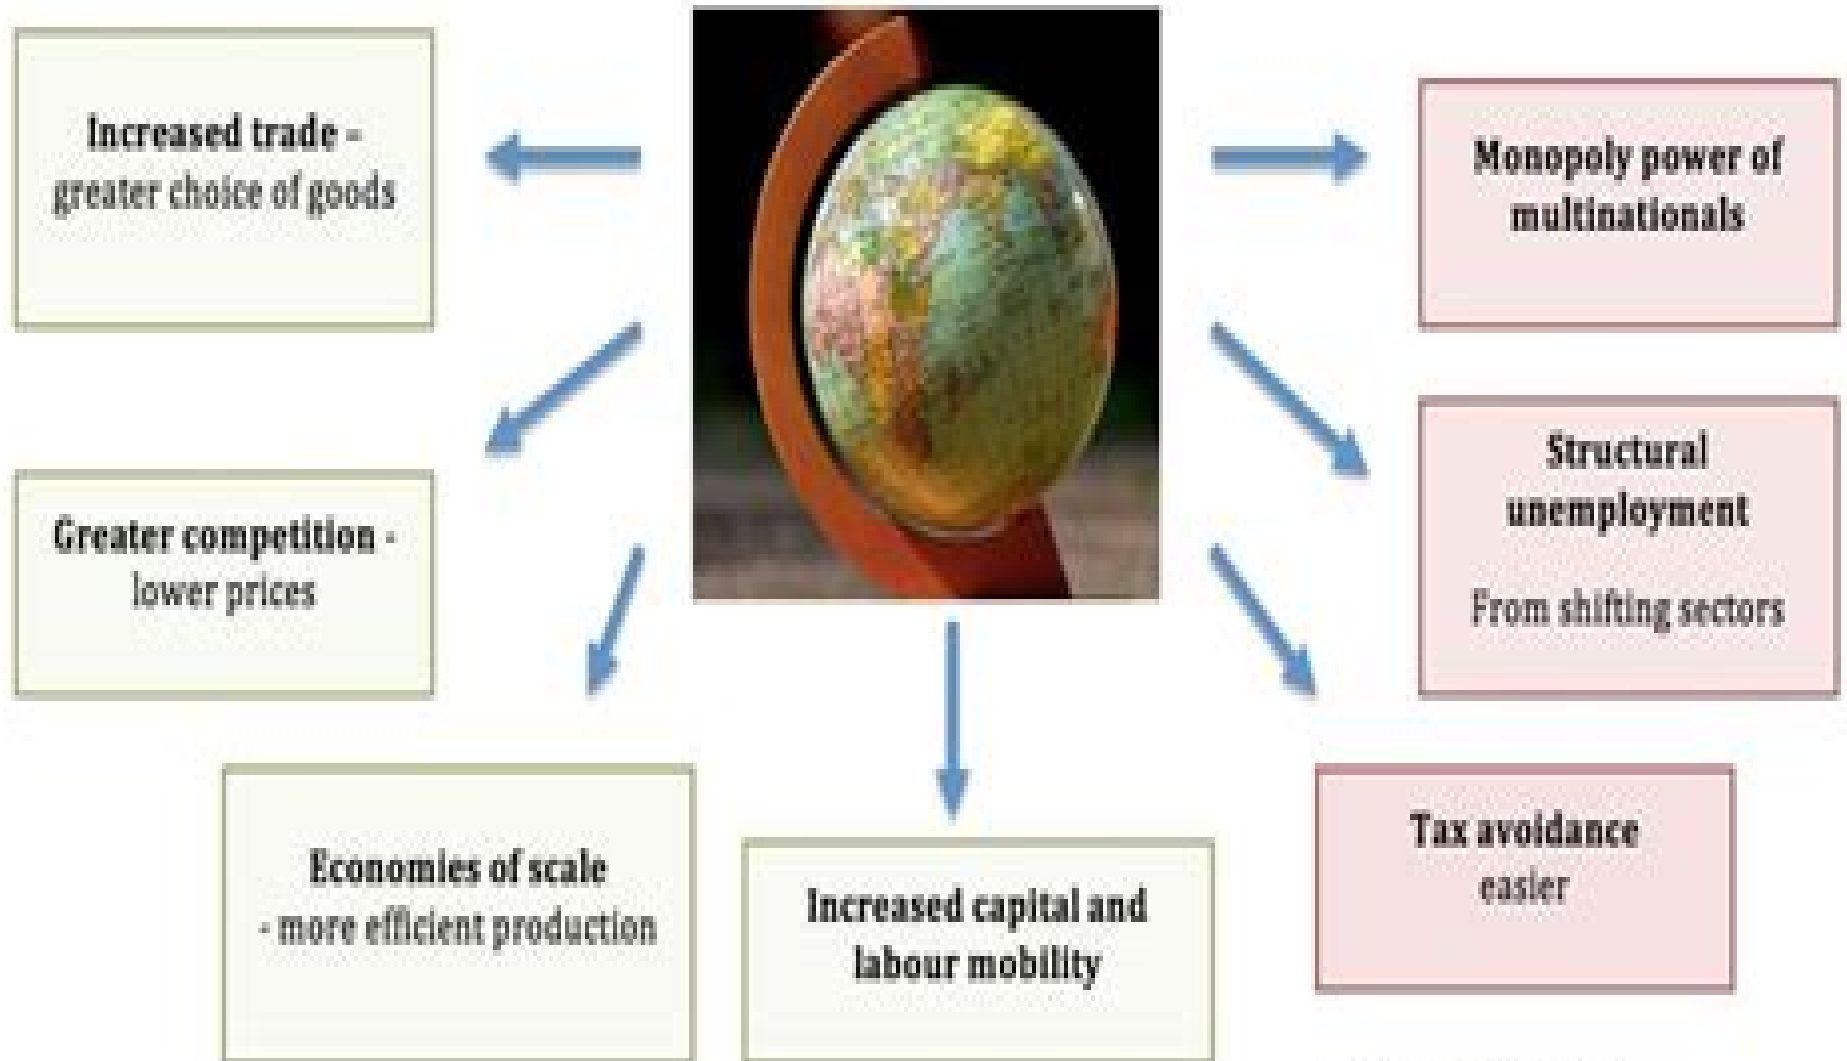 Increased trade –
greater choice of goods
Monopoly power of
multinationals
Greater competition -
lower prices
Structural
unemployment
From shifting sectors
Economies of scale
- more efficient production
Increased capital and
labour mobility
Tax avoidance
easier